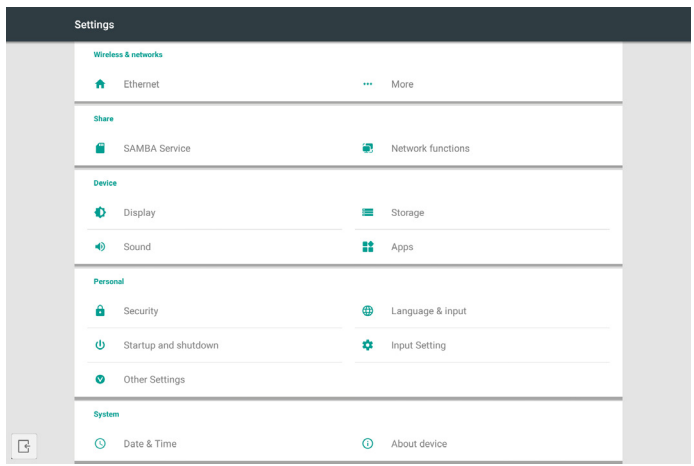 Settings
Wireless & networks
Ethernet
More
Share
SAMBA Service
Network functions
Device
Display
Storage
Sound
Apps
Personal
Security
Language & input
Startup and shutdown
Input Setting
Other Settings
System
Date & Time
About device